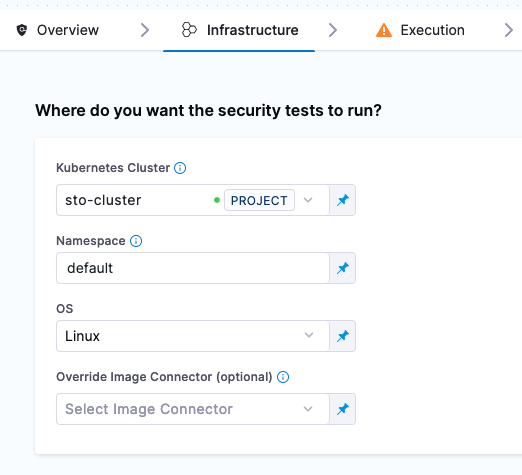 Overview
Infrastructure
Execution
Where do you want the security tests to run?
Kubernetes Cluster
sto-cluster PROJECT
Namespace
default
OS
Linux
Override Image Connector (optional)
Select Image Connector